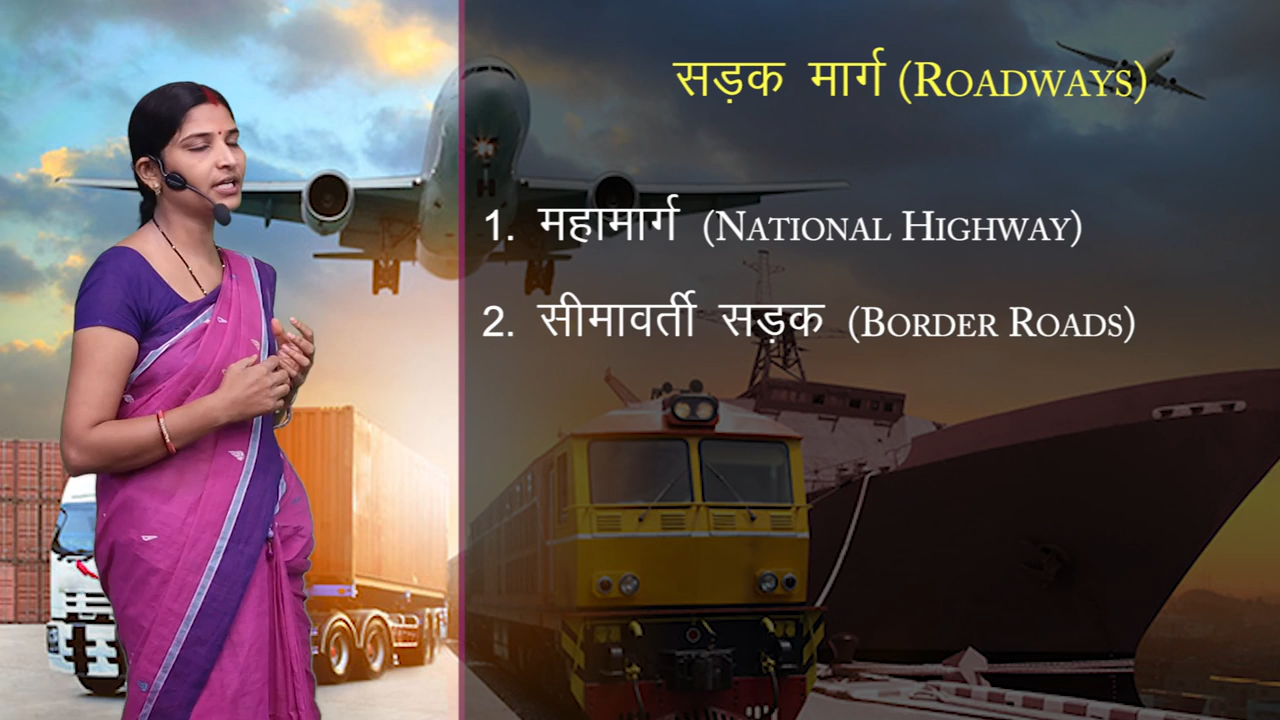 सड़क मार्ग (Roadways)
1. महामार्ग (National Highway)
2. सीमावर्ती सड़क (Border Roads)